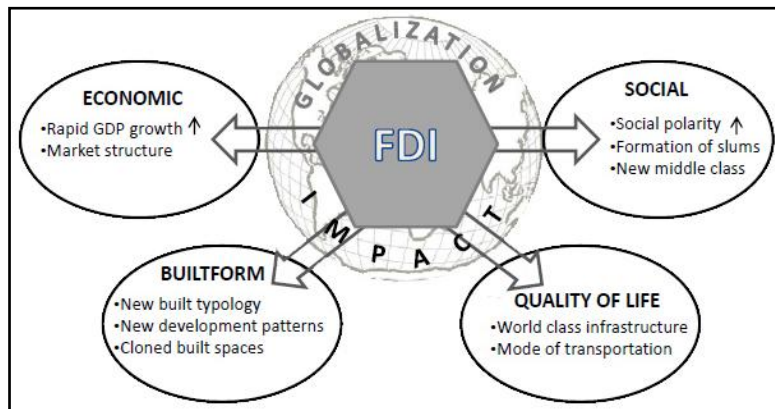 GLOBALIZATION
FDI
IMPACT
ECONOMIC
•Rapid GDP growth ↑
•Market structure
SOCIAL
•Social polarity ↑
•Formation of slums
•New middle class
BUILTFORM
•New built typology
•New development patterns
•Cloned built spaces
QUALITY OF LIFE
•World class infrastructure
•Mode of transportation